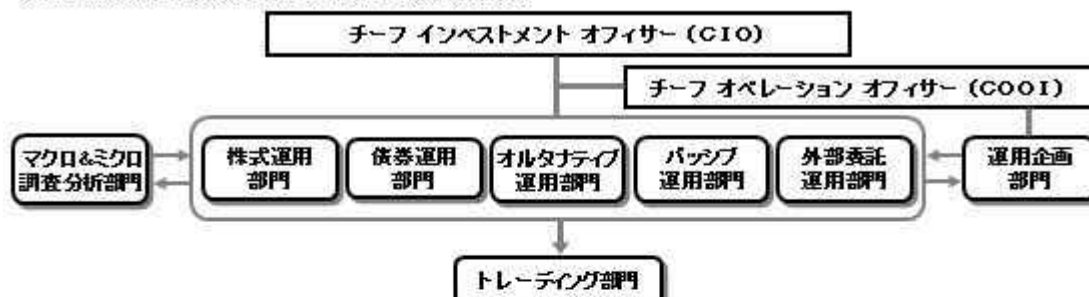 チーフ インベストメント オフィサー (CIO)
チーフ オペレーション オフィサー (COOI)
マクロ&ミクロ
調査分析部門
株式運用
部門
債券運用
部門
オルタナティブ
運用部門
パッシブ
運用部門
外部委託
運用部門
運用企画
部門
トレーディング部門